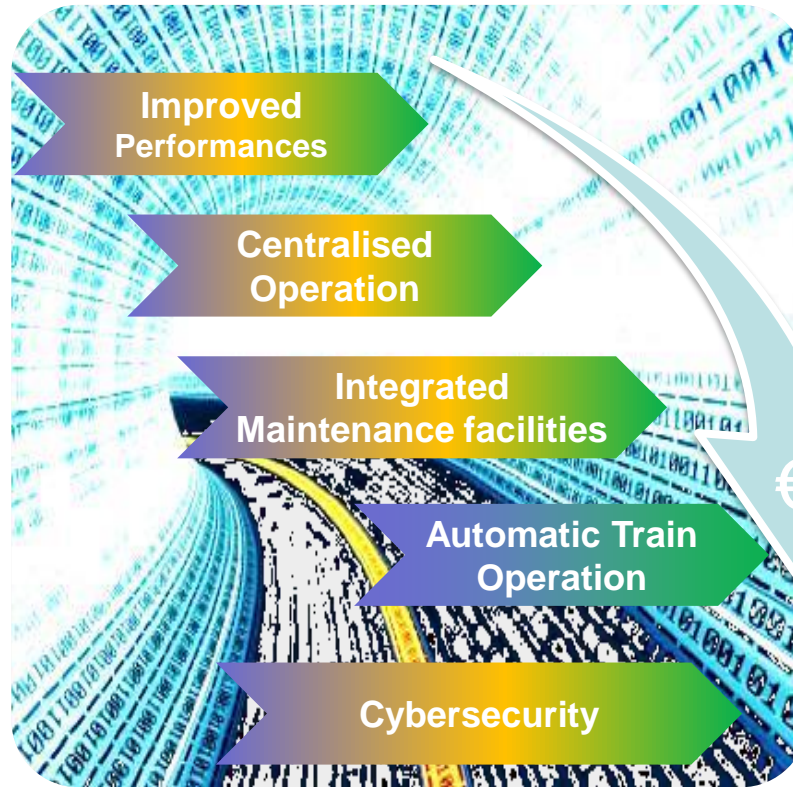 Improved
Performances
Centralised
Operation
Integrated
Maintenance facilities
€
Automatic Train
Operation
Cybersecurity